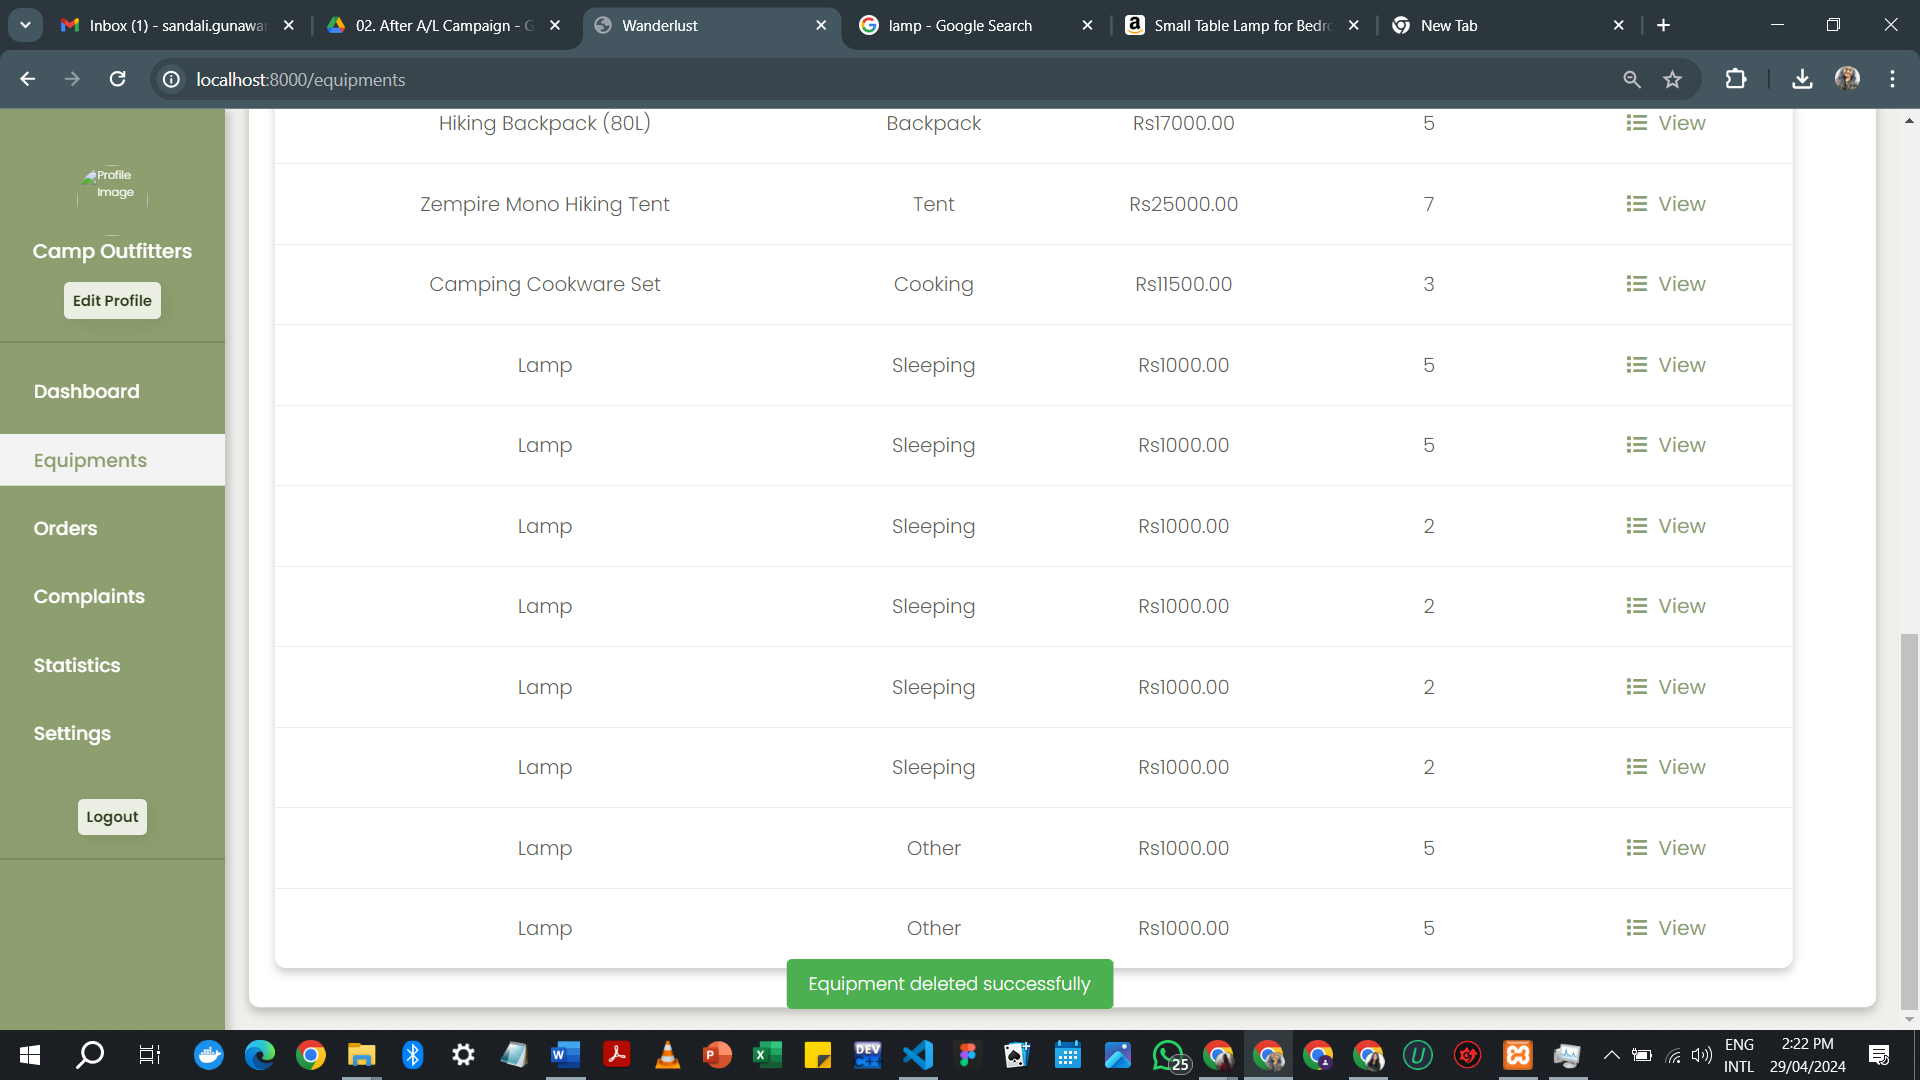 Inbox (1) - sandali.gunawa
02. After A/L Campaign - G
Wanderlust
lamp - Google Search
Small Table Lamp for Bedro
New Tab
localhost:8000/equipments
Profile
Image
Camp Outfitters
Edit Profile
Dashboard
Equipments
Orders
Complaints
Statistics
Settings
Logout
Hiking Backpack (80L) Backpack Rs17000.00 5 View
Zempire Mono Hiking Tent Tent Rs25000.00 7 View
Camping Cookware Set Cooking Rs11500.00 3 View
Lamp Sleeping Rs1000.00 5 View
Lamp Sleeping Rs1000.00 5 View
Lamp Sleeping Rs1000.00 2 View
Lamp Sleeping Rs1000.00 2 View
Lamp Sleeping Rs1000.00 2 View
Lamp Sleeping Rs1000.00 2 View
Lamp Other Rs1000.00 5 View
Lamp Other Rs1000.00 5 View
Equipment deleted successfully
DEV
25
ENG
INTL
2:22 PM
29/04/2024